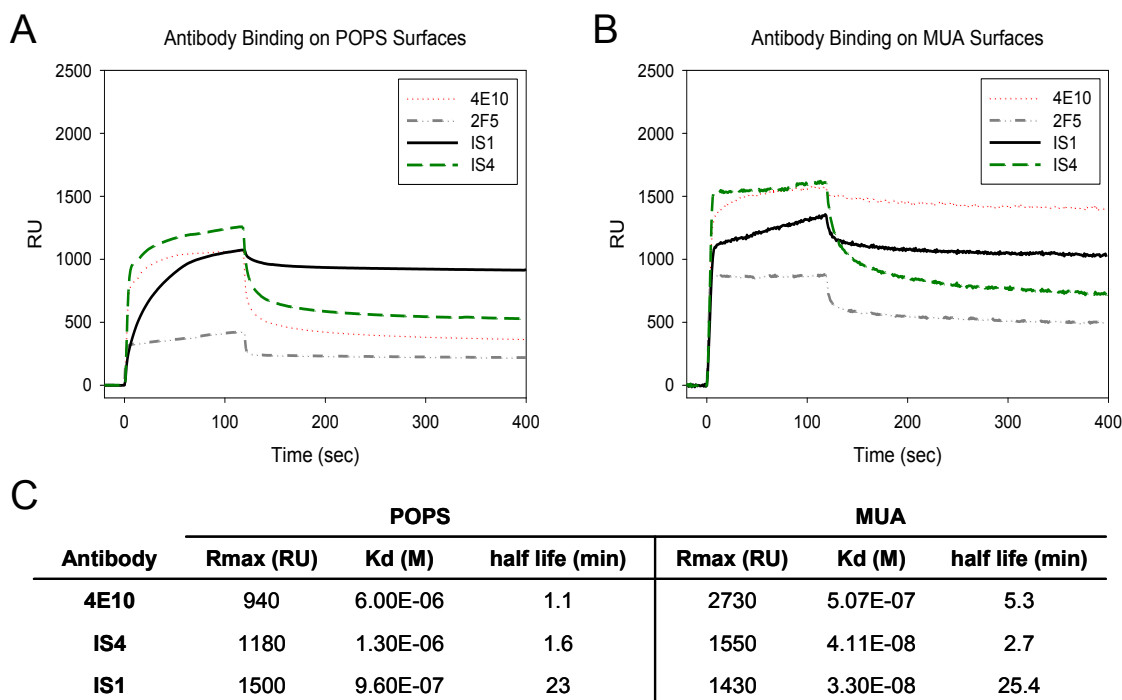 A
Antibody Binding on POPS Surfaces
2500
2000
1500
1000
500
0
RU
4E10
2F5
IS1
IS4
0 100 200 300 400
Time (sec)
B
Antibody Binding on MUA Surfaces
2500
2000
1500
1000
500
0
RU
4E10
2F5
IS1
IS4
0 100 200 300 400
Time (sec)
C
POPS MUA
Antibody Rmax (RU) Kd (M) half life (min) Rmax (RU) Kd (M) half life (min)
4E10 940 6.00E-06 1.1 2730 5.07E-07 5.3
IS4 1180 1.30E-06 1.6 1550 4.11E-08 2.7
IS1 1500 9.60E-07 23 1430 3.30E-08 25.4